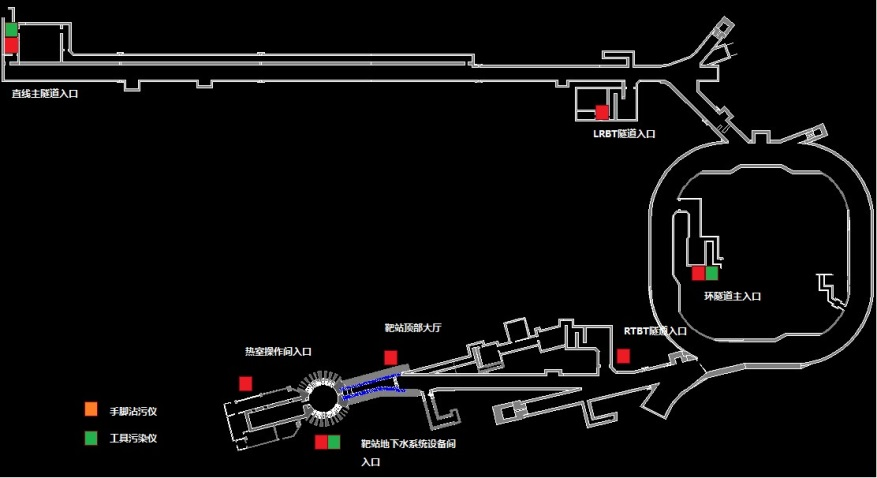 直线主隧道入口
LRBT隧道入口
环隧道主入口
RTBT隧道入口
靶站顶部大厅
热室操作间入口
手脚沾污仪
工具污染仪
靶站地下水系统设备间
入口